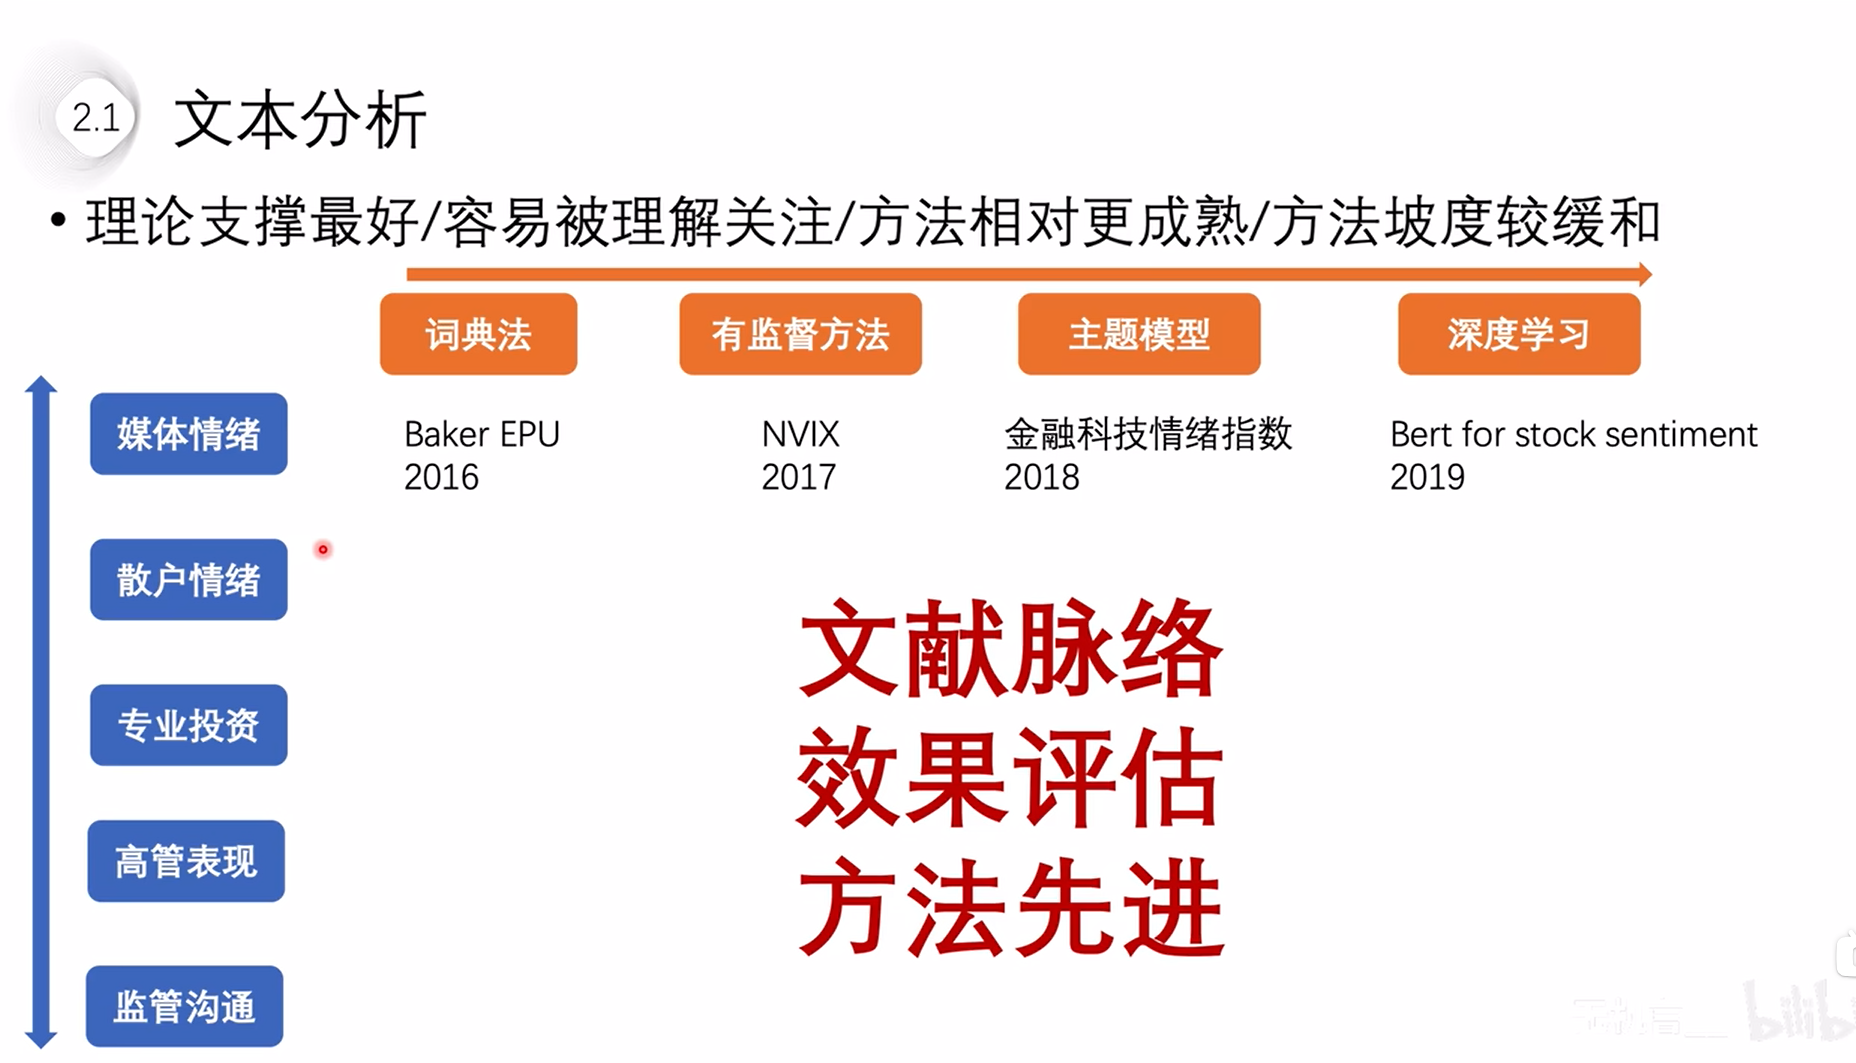 2.1 文本分析
• 理论支撑最好/容易被理解关注/方法相对更成熟/方法坡度较缓和
词典法 有监督方法 主题模型 深度学习
媒体情绪
Baker EPU
2016
NVIX
2017
金融科技情绪指数
2018
Bert for stock sentiment
2019
散户情绪
专业投资
高管表现
监管沟通
文献脉络
效果评估
方法先进